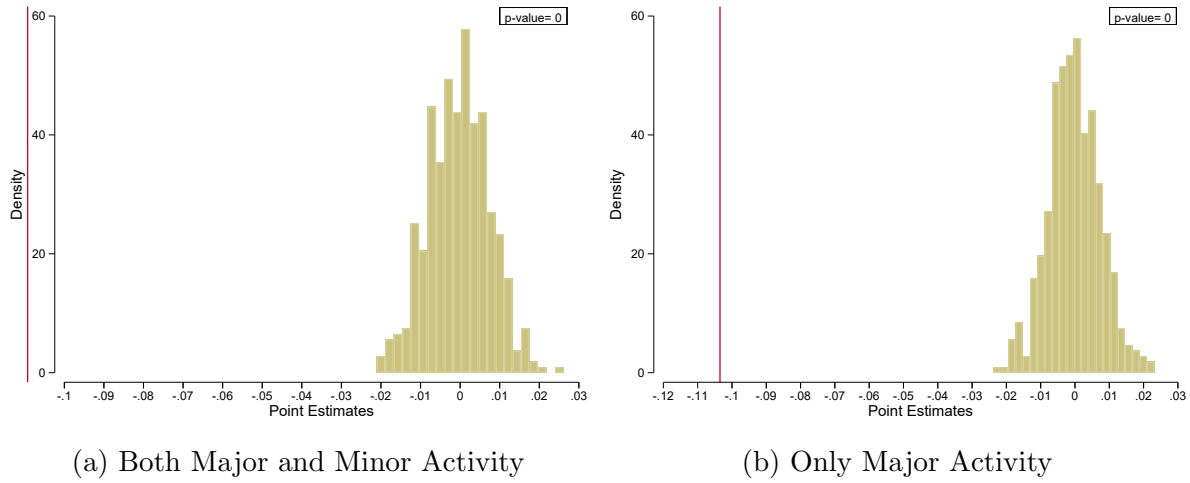 p-value= 0
60
40
20
0
Density
-.1 -.09 -.08 -.07 -.06 -.05 -.04 -.03 -.02 -.01 0 .01 .02 .03
Point Estimates
(a) Both Major and Minor Activity
p-value= 0
60
40
20
0
Density
-.12 -.11 -.1 -.09 -.08 -.07 -.06 -.05 -.04 -.03 -.02 -.01 0 .01 .02 .03
Point Estimates
(b) Only Major Activity